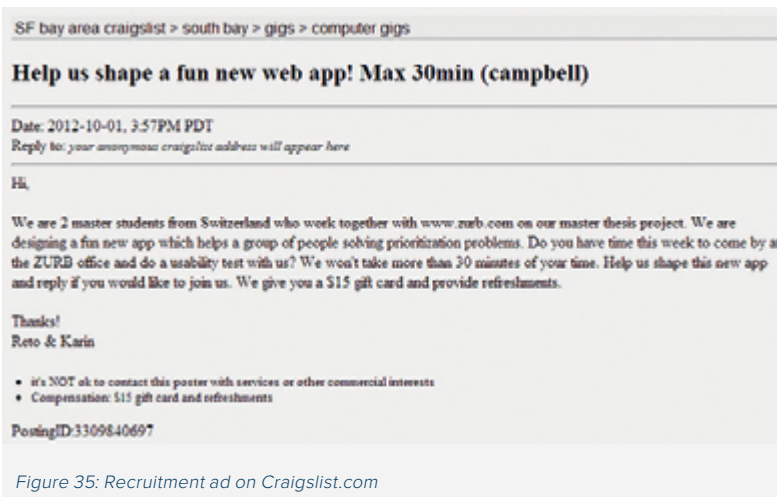 SF bay area craigslist > south bay > gigs > computer gigs
Help us shape a fun new web app! Max 30min (campbell)
Date: 2012-10-01, 3:57PM PDT
Reply to: your anonymous craigslist address will appear here
Hi,
We are 2 master students from Switzerland who work together with www.zurb.com on our master thesis project. We are
designing a fun new app which helps a group of people solving prioritization problems. Do you have time this week to come by
the ZURB office and do a usability test with us? We won't take more than 30 minutes of your time. Help us shape this new app
and reply if you would like to join us. We give you a $15 gift card and provide refreshments.
Thanks!
Reto & Karin
• it's NOT ok to contact this poster with services or other commercial interests
• Compensation: $15 gift card and refreshments
PostingID:3309840697
Figure 35: Recruitment ad on Craigslist.com